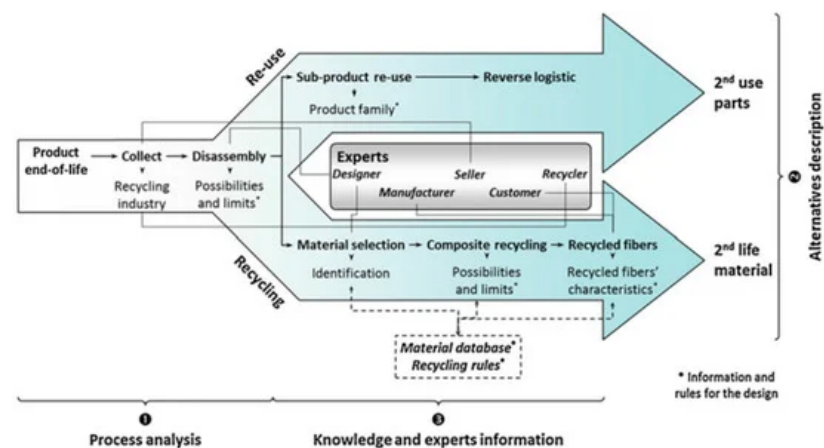 Re-use
Sub-product re-use
Reverse logistic
2nd use
parts
Product family*
Product
end-of-life
Collect
Disassembly
Recycling
industry
Possibilities
and limits*
Experts
Designer
Seller
Recycler
Manufacturer
Customer
Material selection
Composite recycling
Recycled fibers
2nd life
material
Identification
Possibilities
and limits*
Recycled fibers'
characteristics*
Recycling
Material database*
Recycling rules*
* Information and
rules for the design
❷
Alternatives description
❶
Process analysis
❸
Knowledge and experts information